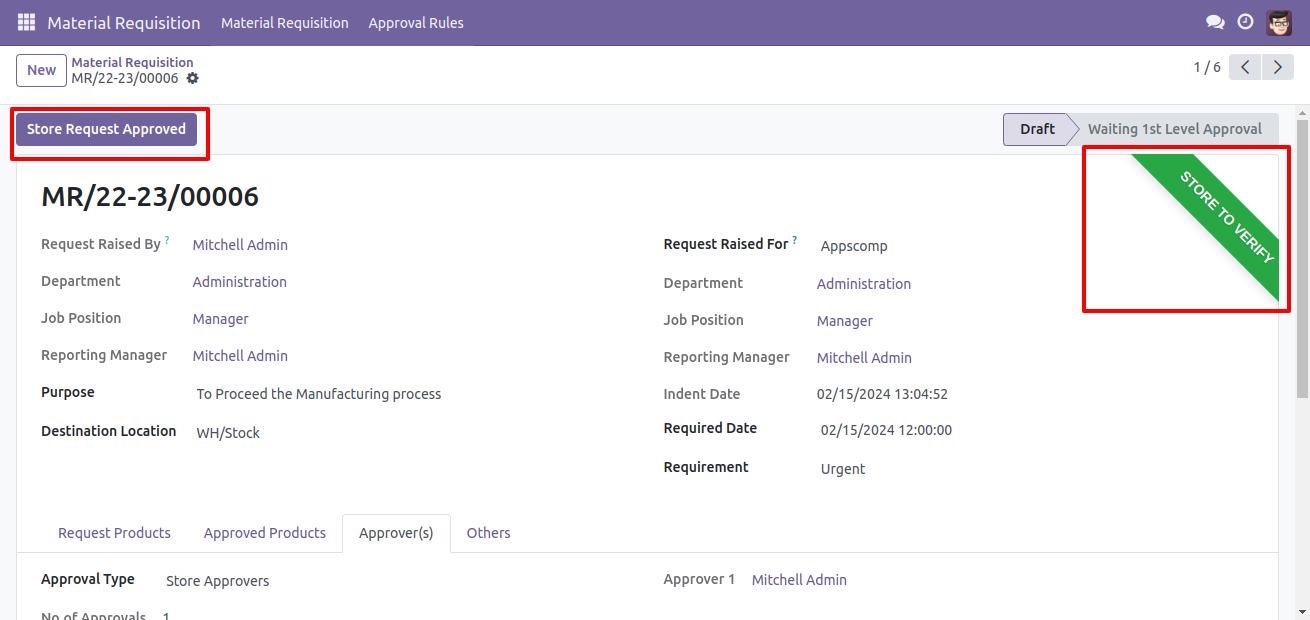 Material Requisition Material Requisition Approval Rules
New Material Requisition
MR/22-23/00006
1 / 6
Store Request Approved
Draft Waiting 1st Level Approval
STORE TO VERIFY
MR/22-23/00006
Request Raised By ? Mitchell Admin
Request Raised For ? Appscomp
Department Administration
Department Administration
Job Position Manager
Job Position Manager
Reporting Manager Mitchell Admin
Reporting Manager Mitchell Admin
Purpose To Proceed the Manufacturing process
Indent Date 02/15/2024 13:04:52
Destination Location WH/Stock
Required Date 02/15/2024 12:00:00
Requirement Urgent
Request Products Approved Products Approver(s) Others
Approval Type Store Approvers
Approver 1 Mitchell Admin
No of Approvals 1